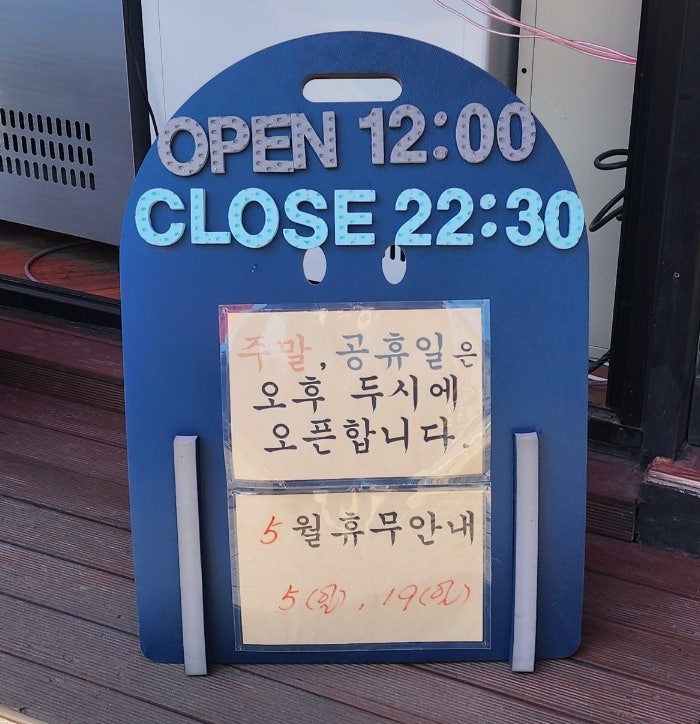 OPEN 12:00
CLOSE 22:30
주말, 공휴일은
오후 두시에
오픈합니다.
5월 휴무안내
5(일), 19(일)